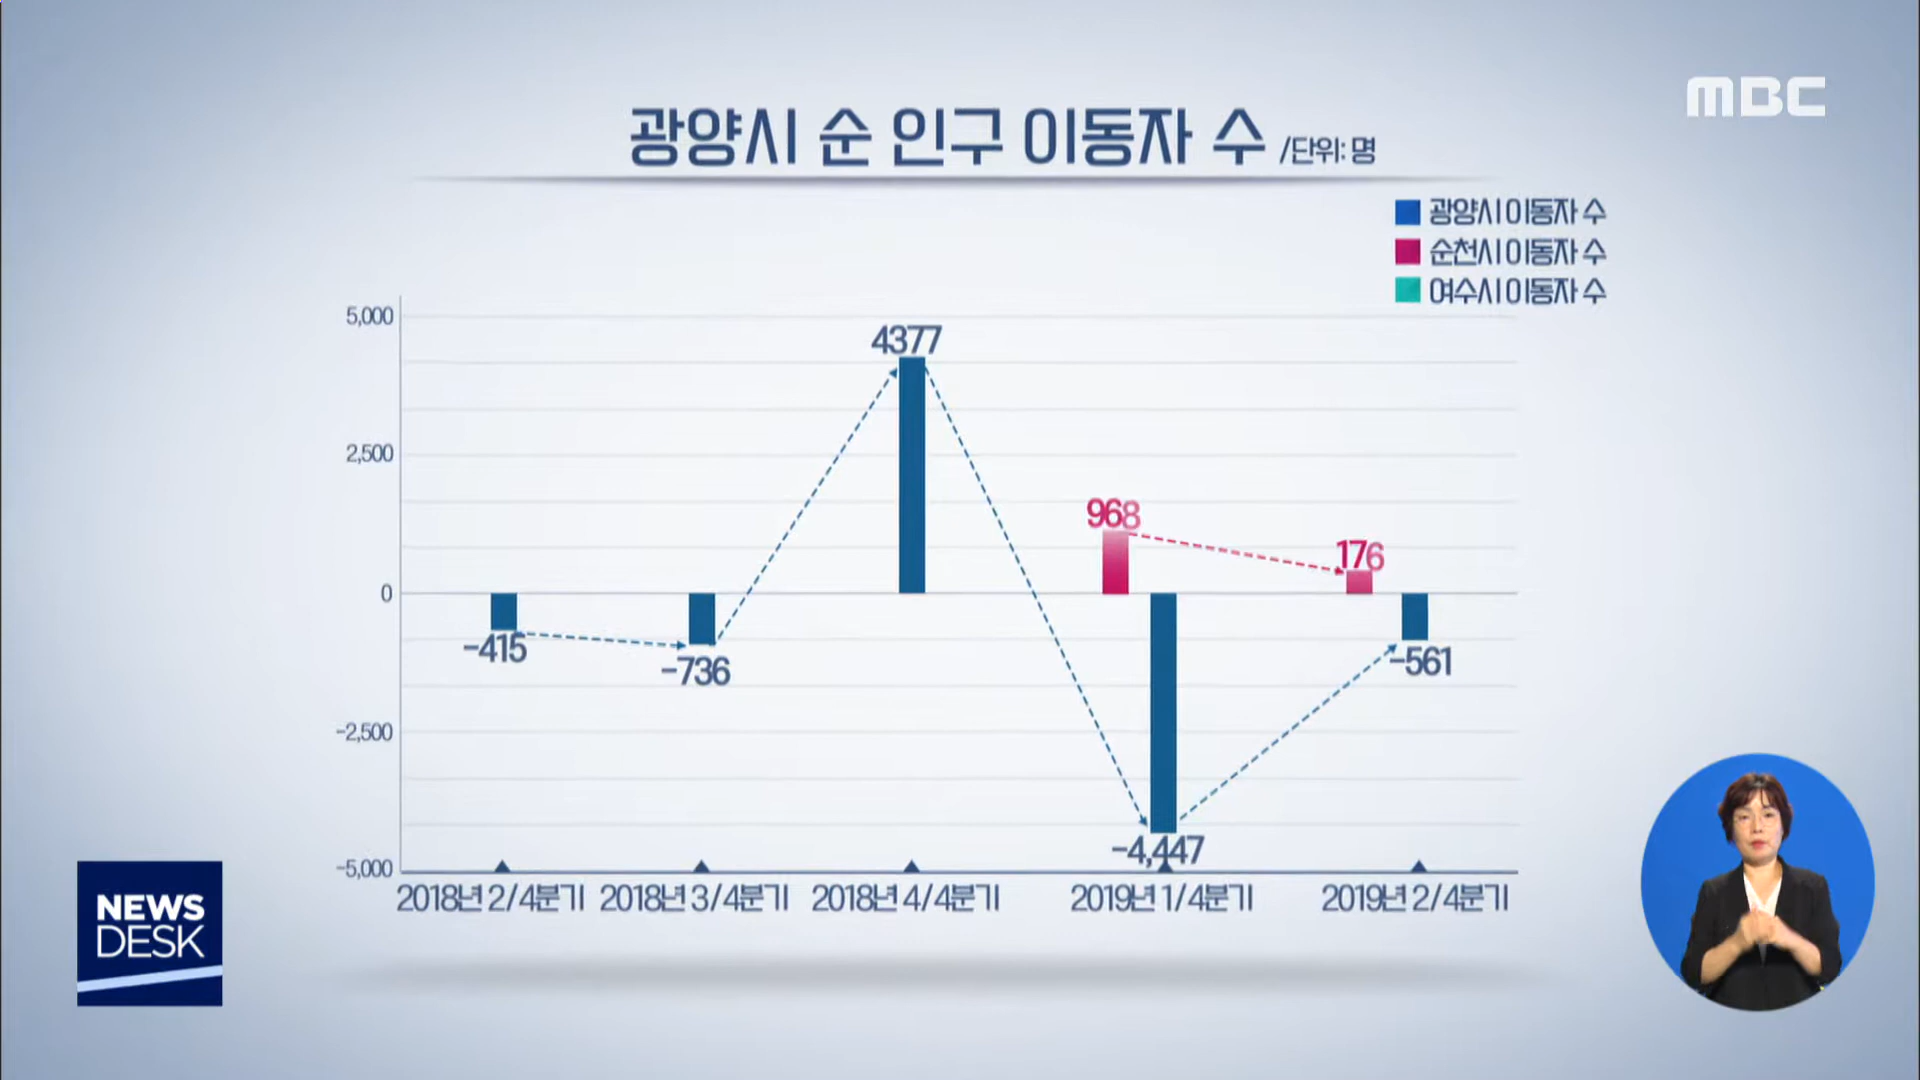 MBC
광양시 순 인구 이동자 수 /단위: 명
광양시 이동자 수
순천시 이동자 수
여수시 이동자 수
5,000
2,500
0
-2,500
-5,000
4377
968
176
-415
-736
-561
-4,447
2018년 2/4분기 2018년 3/4분기 2018년 4/4분기 2019년 1/4분기 2019년 2/4분기
NEWS
DESK